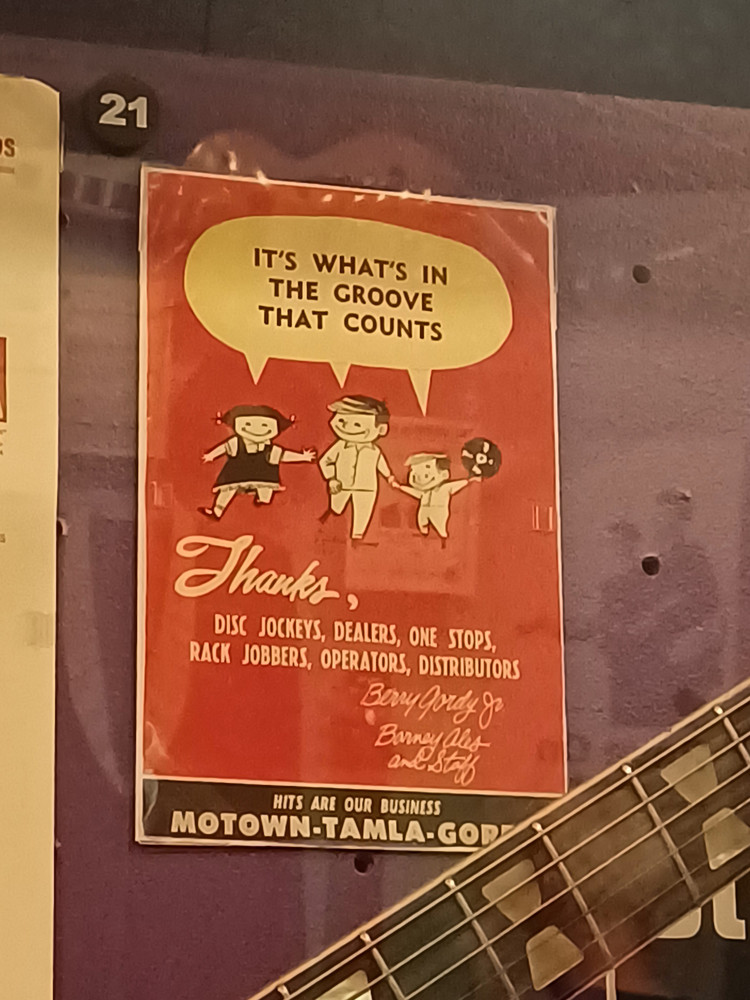 21
IT'S WHAT'S IN
THE GROOVE
THAT COUNTS
Thanks,
DISC JOCKEYS, DEALERS, ONE STOPS,
RACK JOBBERS, OPERATORS, DISTRIBUTORS
Berry Gordy Jr
Barney Ales
and Staff
HITS ARE OUR BUSINESS
MOTOWN-TAMLA-GOR